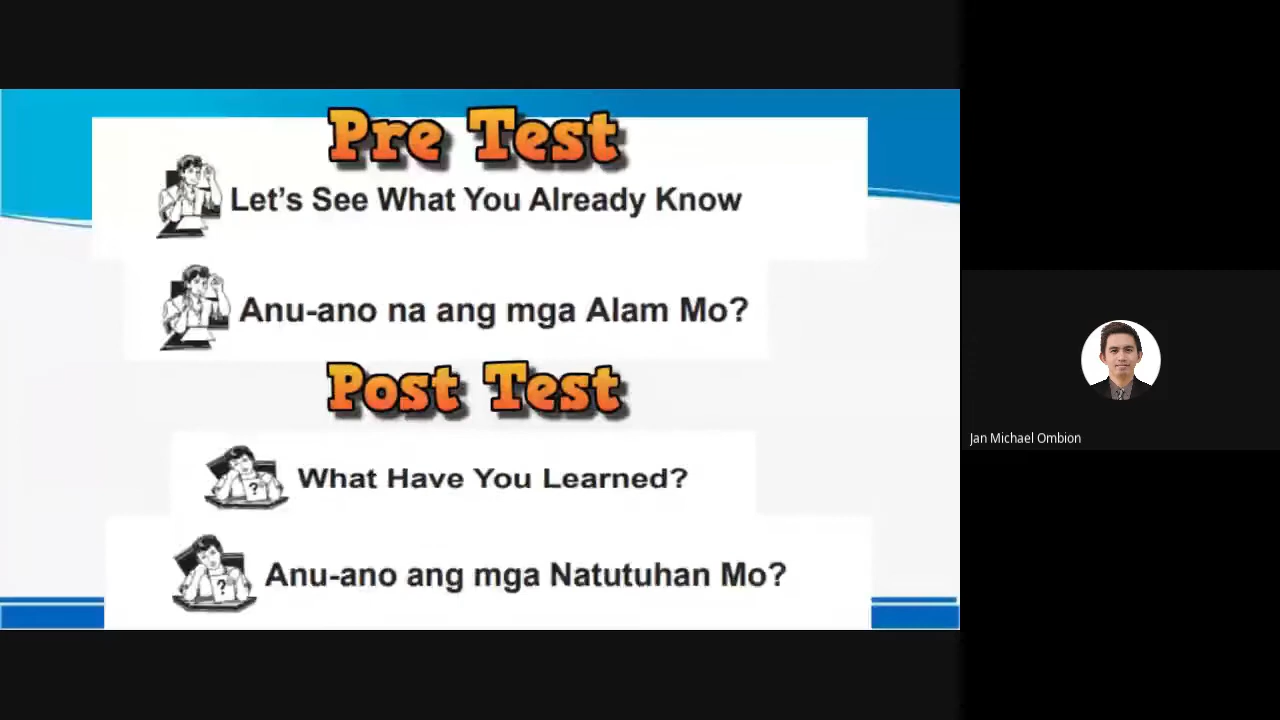 Pre Test
Let's See What You Already Know
Anu-ano na ang mga Alam Mo?
Post Test
?
What Have You Learned?
?
Anu-ano ang mga Natutuhan Mo?
Jan Michael Ombion